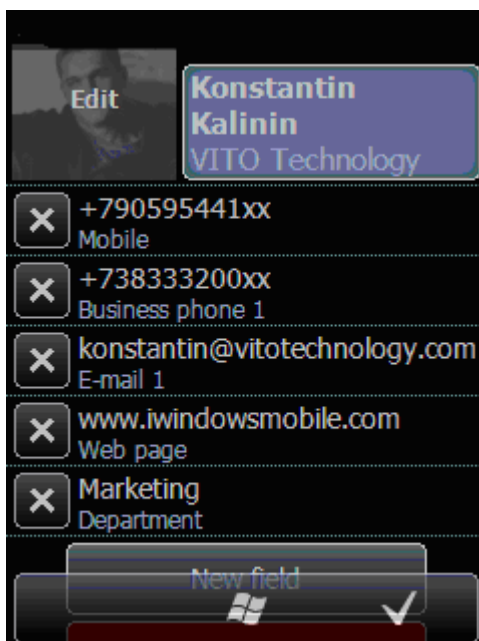 Edit
Konstantin
Kalinin
VITO Technology
+790595441xx
Mobile
+738333200xx
Business phone 1
konstantin@vitotechnology.com
E-mail 1
www.iwindowsmobile.com
Web page
Marketing
Department
New field